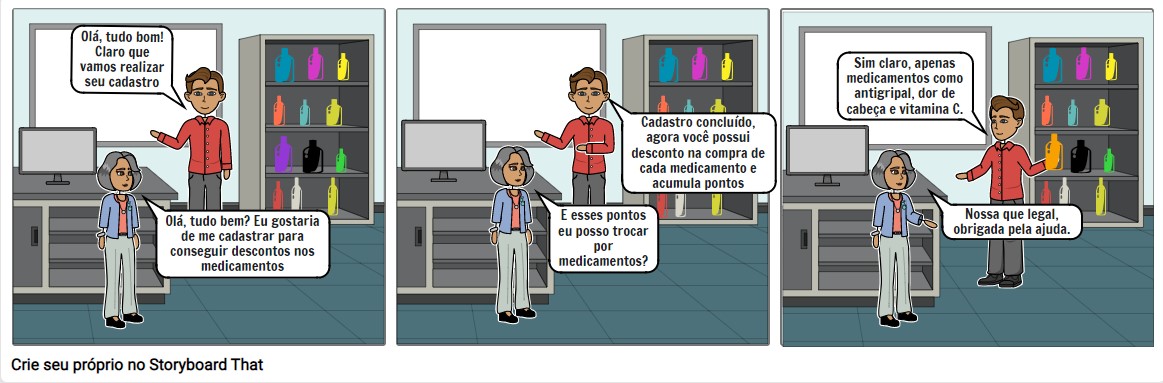 Olá, tudo bom!
Claro que
vamos realizar
seu cadastro
Olá, tudo bem? Eu gostaria
de me cadastrar para
conseguir descontos nos
medicamentos
Cadastro concluído,
agora você possui
desconto na compra de
cada medicamento e
acumula pontos
E esses pontos
eu posso trocar
por
medicamentos?
Sim claro, apenas
medicamentos como
antigripal, dor de
cabeça e vitamina C.
Nossa que legal,
obrigada pela ajuda.
Crie seu próprio no Storyboard That